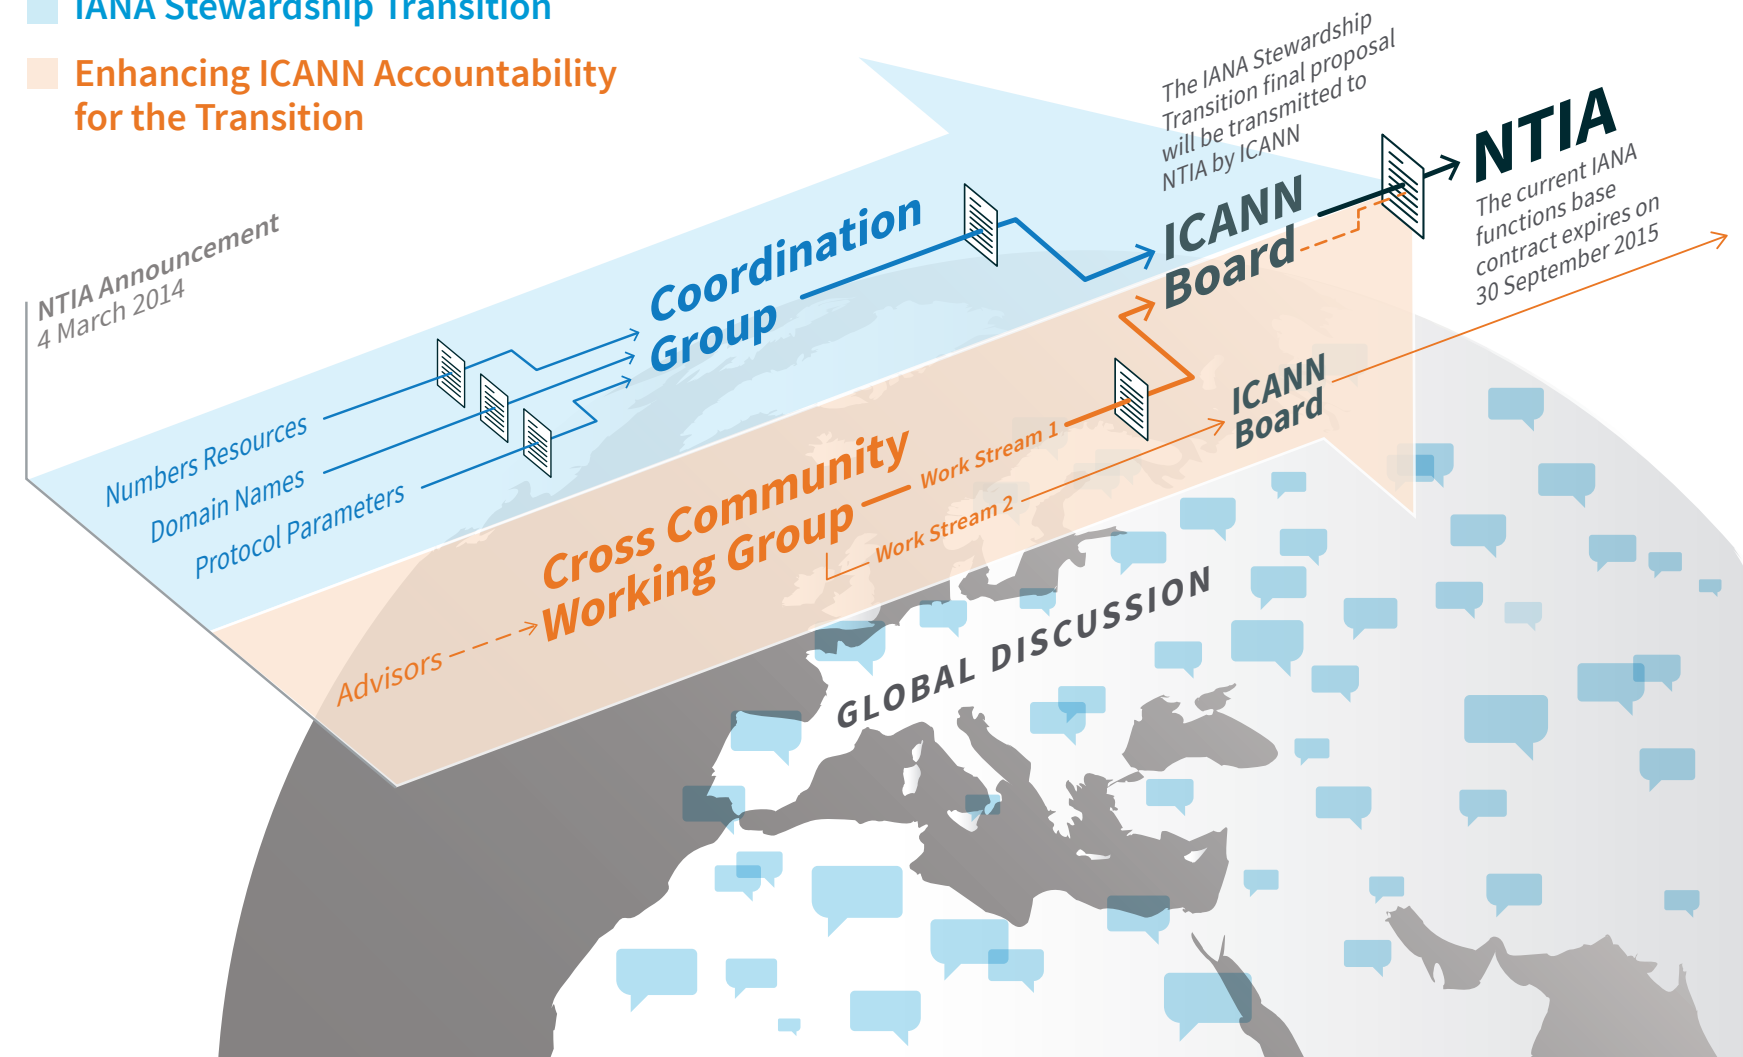 IANA Stewardship Transition
Enhancing ICANN Accountability
for the Transition
NTIA Announcement
4 March 2014
Numbers Resources
Domain Names
Protocol Parameters
Coordination
Group
The IANA Stewardship
Transition final proposal
will be transmitted to
NTIA by ICANN
ICANN
Board
NTIA
The current IANA
functions base
contract expires on
30 September 2015
Advisors
Cross Community
Working Group
Work Stream 1
Work Stream 2
ICANN
Board
GLOBAL DISCUSSION